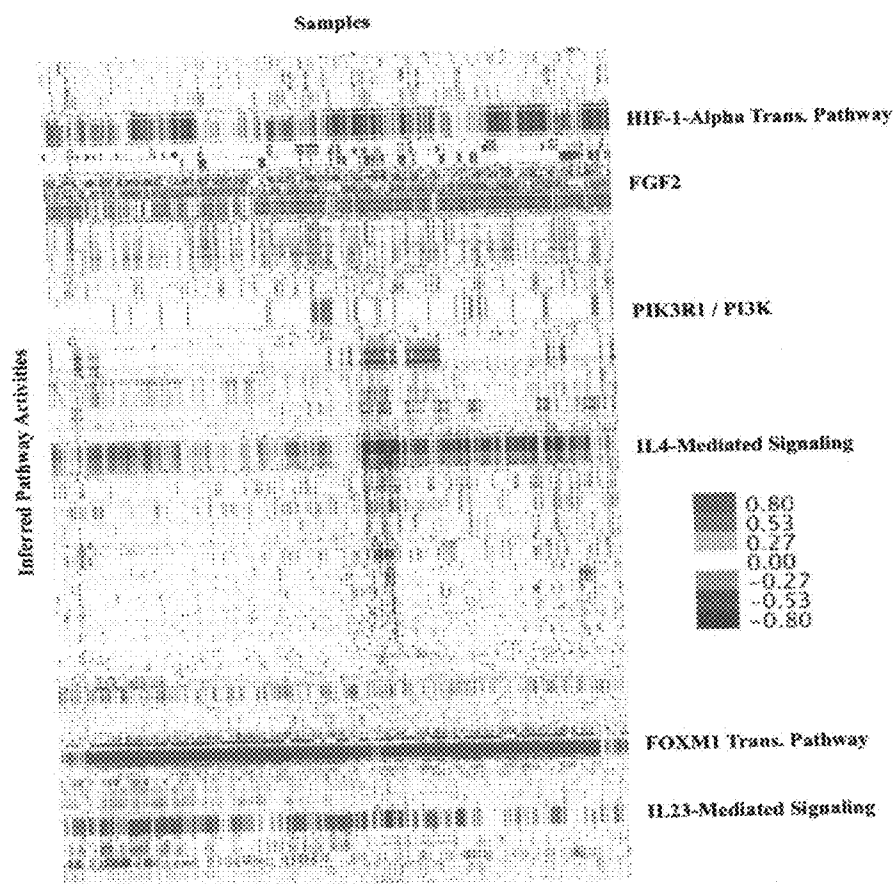 Samples
HIF-1-Alpha Trans. Pathway
FGF2
PIK3R1 / PI3K
Inferred Pathway Activities
IL4-Mediated Signaling
0.80
0.53
0.27
0.00
-0.27
-0.53
-0.80
FOXM1 Trans. Pathway
IL23-Mediated Signaling